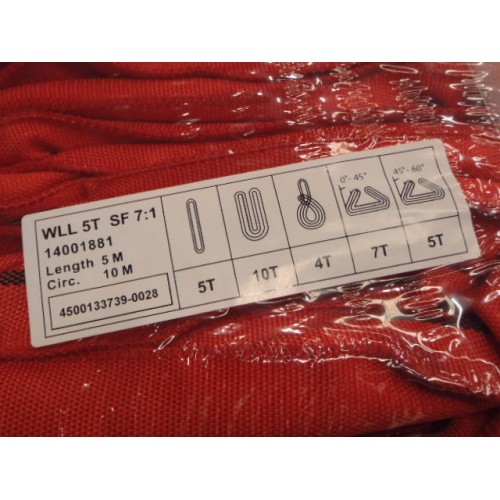 WLL 5T SF 7:1
14001881
Length 5 M
Circ. 10 M
4500133739-0028
0°- 45°
45°- 60°
5T 10T 4T 7T 5T